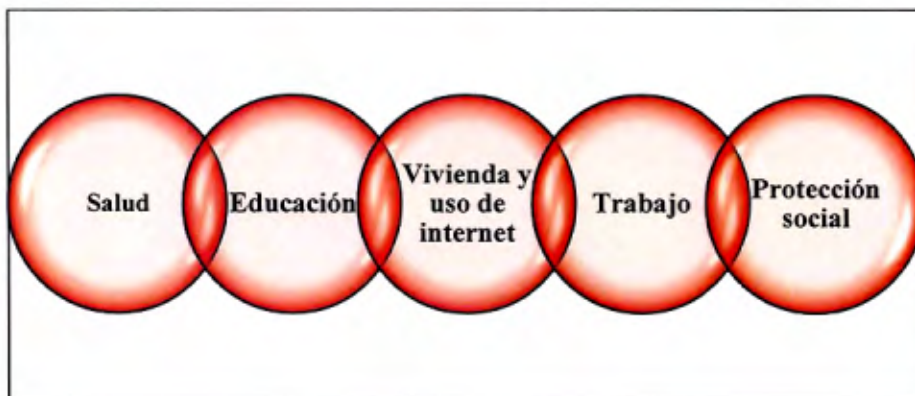 Salud
Educación
Vivienda y
uso de
internet
Trabajo
Protección
social